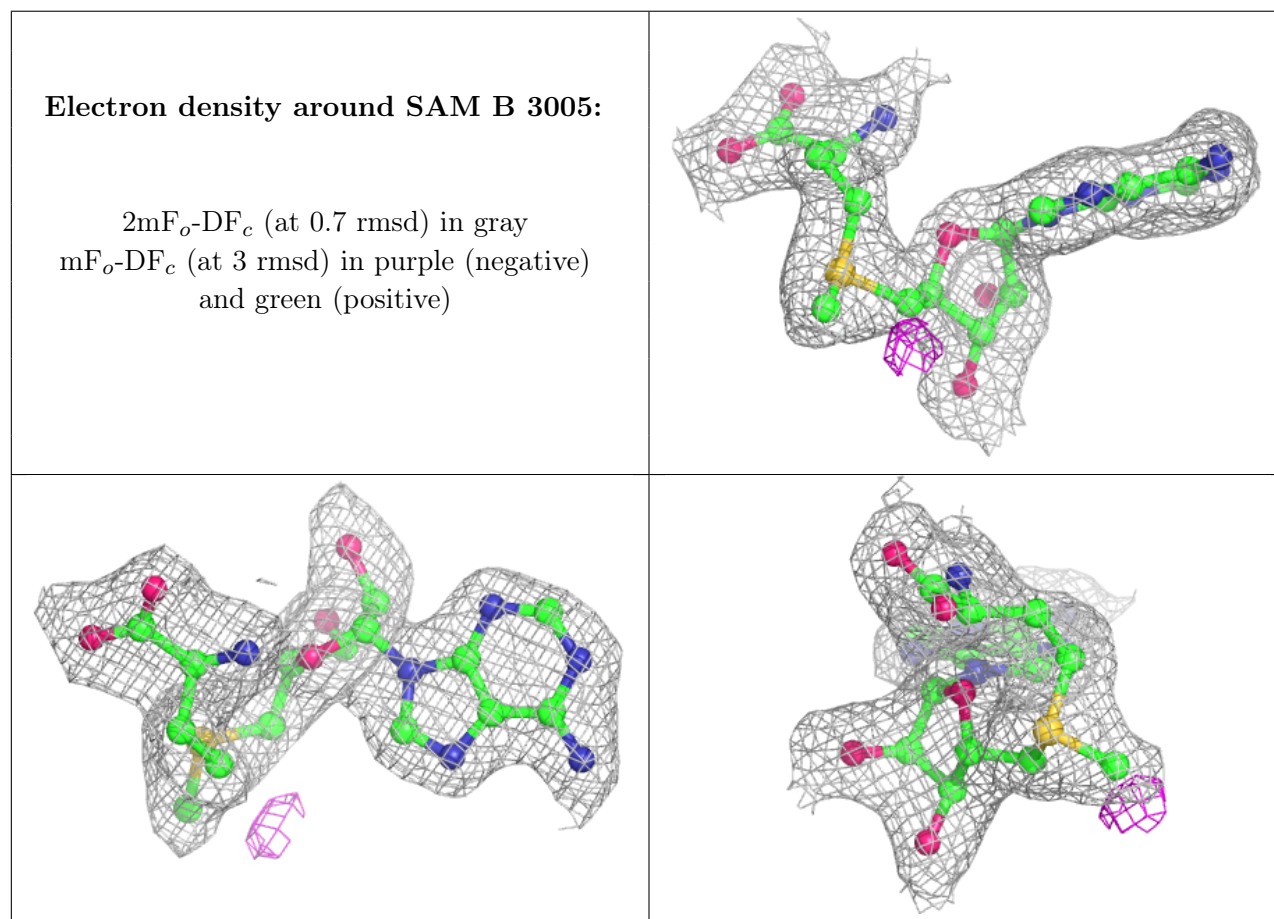 Electron density around SAM B 3005:
2mFo-DFc (at 0.7 rmsd) in gray
mFo-DFc (at 3 rmsd) in purple (negative)
and green (positive)